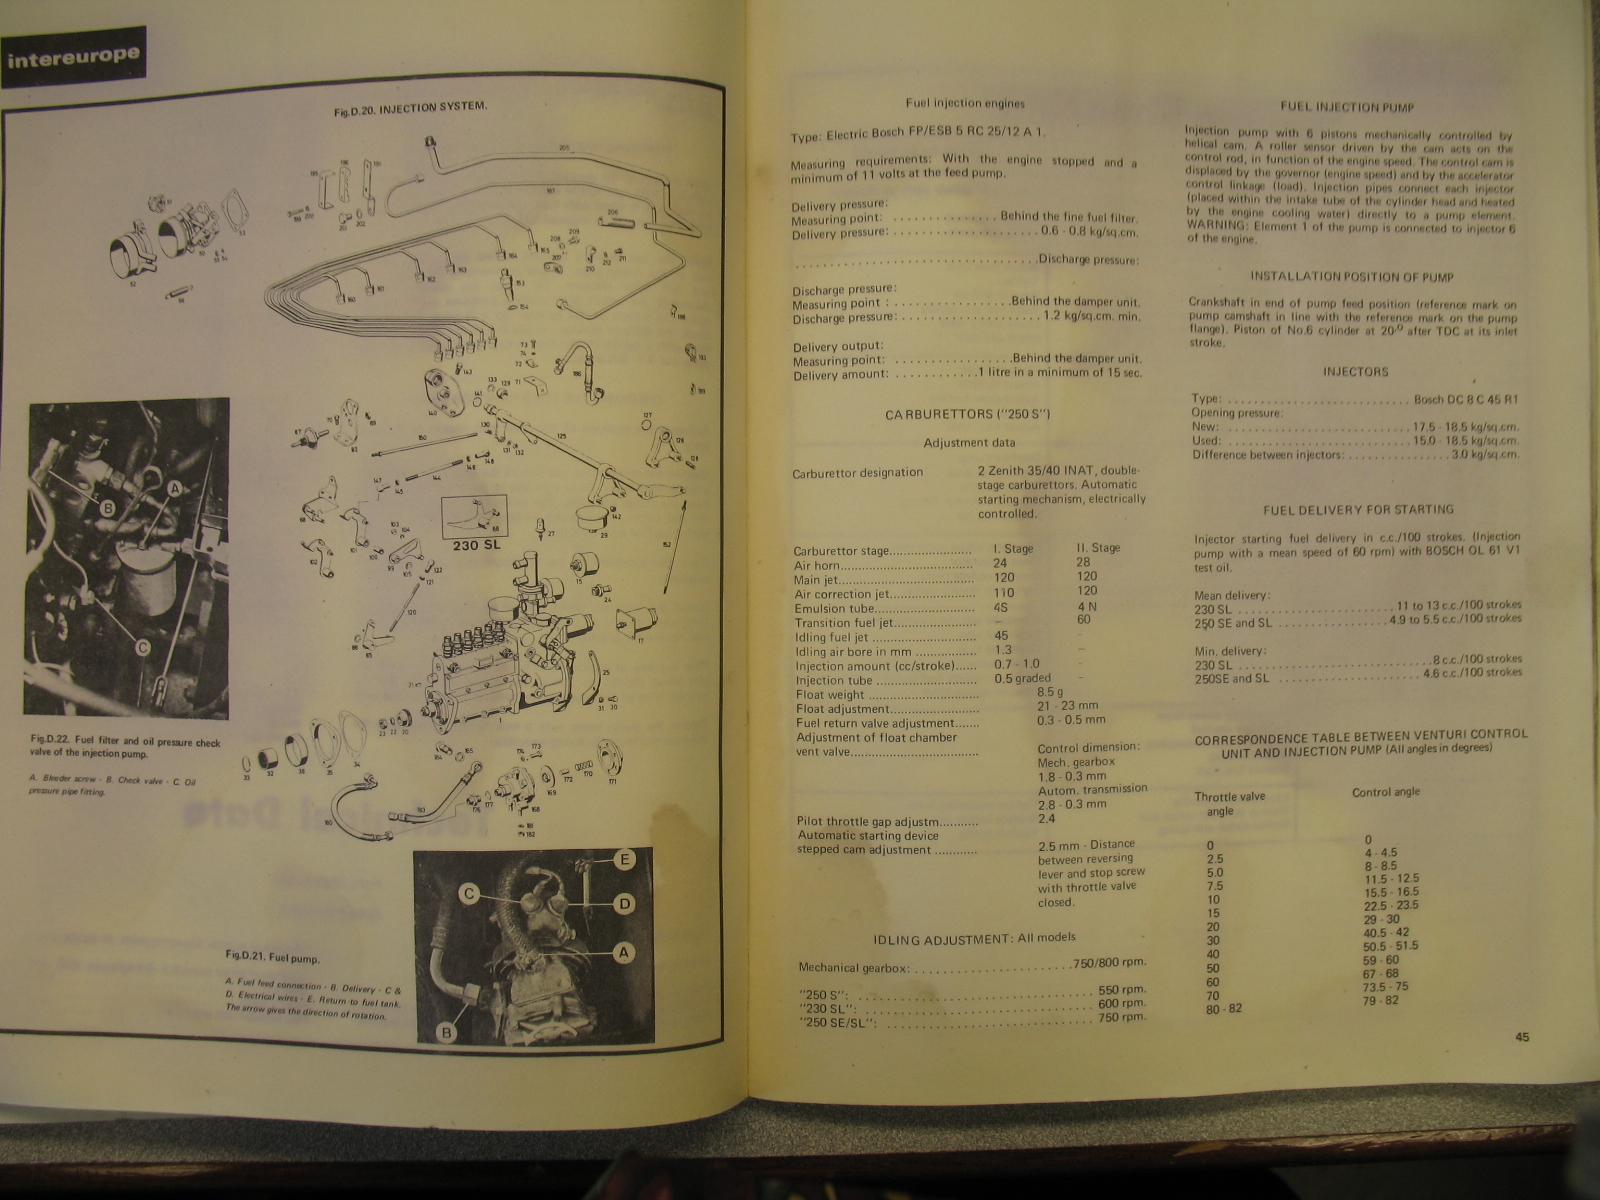 intereurope
Fig.D.20. INJECTION SYSTEM.
230 SL
Fig.D.22. Fuel filter and oil pressure check
valve of the injection pump.
A. Bleeder screw - B. Check valve - C. Oil
pressure pipe fitting.
Fig.D.21. Fuel pump.
A. Fuel feed connection - B. Delivery - C &
D. Electrical wires - E. Return to fuel tank.
The arrow gives the direction of rotation.
A
B
C
E
C
D
A
B
Fuel injection engines
Type: Electric Bosch FP/ESB 5 RC 25/12 A 1.
Measuring requirements: With the engine stopped and a
minimum of 11 volts at the feed pump.
Delivery pressure:
Measuring point: . . . . . . . . . . . . . . Behind the fine fuel filter.
Delivery pressure: . . . . . . . . . . . . . . . . . . . . 0.6 - 0.8 kg/sq.cm.
. . . . . . . . . . . . . . . . . . . . . . . . . . . . . . . . . Discharge pressure:
Discharge pressure:
Measuring point : . . . . . . . . . . . . . . . . .Behind the damper unit.
Discharge pressure: . . . . . . . . . . . . . . . . . . . . 1.2 kg/sq.cm. min.
Delivery output:
Measuring point: . . . . . . . . . . . . . . . . .Behind the damper unit.
Delivery amount: . . . . . . . . . . . .1 litre in a minimum of 15 sec.
CARBURETTORS ("250 S")
Adjustment data
Carburettor designation 2 Zenith 35/40 INAT, double-
stage carburettors. Automatic
starting mechanism, electrically
controlled.
Carburettor stage........................ I. Stage II. Stage
Air horn....................................... 24 28
Main jet....................................... 120 120
Air correction jet......................... 110 120
Emulsion tube............................. 4S 4 N
Transition fuel jet........................ – 60
Idling fuel jet .............................. 45 –
Idling air bore in mm .................. 1.3 –
Injection amount (cc/stroke)...... 0.7 - 1.0 –
Injection tube ............................ 0.5 graded –
Float weight ............................... 8.5 g
Float adjustment......................... 21 - 23 mm
Fuel return valve adjustment....... 0.3 - 0.5 mm
Adjustment of float chamber
vent valve.................................... Control dimension:
Mech. gearbox
1.8 - 0.3 mm
Autom. transmission
2.8 - 0.3 mm
Pilot throttle gap adjustm........... 2.4
Automatic starting device
stepped cam adjustment ............ 2.5 mm - Distance
between reversing
lever and stop screw
with throttle valve
closed.
IDLING ADJUSTMENT: All models
Mechanical gearbox: . . . . . . . . . . . . . . . . . . . . . . .750/800 rpm.
"250 S": . . . . . . . . . . . . . . . . . . . . . . . . . . . . . . . . . 550 rpm.
"230 SL": . . . . . . . . . . . . . . . . . . . . . . . . . . . . . . . . 600 rpm.
"250 SE/SL": . . . . . . . . . . . . . . . . . . . . . . . . . . . . . 750 rpm.
FUEL INJECTION PUMP
Injection pump with 6 pistons mechanically controlled by
helical cam. A roller sensor driven by the cam acts on the
control rod, in function of the engine speed. The control cam is
displaced by the governor (engine speed) and by the accelerator
control linkage (load). Injection pipes connect each injector
(placed within the intake tube of the cylinder head and heated
by the engine cooling water) directly to a pump element.
WARNING: Element 1 of the pump is connected to injector 6
of the engine.
INSTALLATION POSITION OF PUMP
Crankshaft in end of pump feed position (reference mark on
pump camshaft in line with the reference mark on the pump
flange). Piston of No.6 cylinder at 20º after TDC at its inlet
stroke.
INJECTORS
Type: . . . . . . . . . . . . . . . . . . . . . . . . . . . Bosch DC 8 C 45 R1
Opening pressure:
New: . . . . . . . . . . . . . . . . . . . . . . . . . . . 17.5 - 18.5 kg/sq.cm.
Used: . . . . . . . . . . . . . . . . . . . . . . . . . . . 15.0 - 18.5 kg/sq.cm.
Difference between injectors: . . . . . . . . . . . . . . . 3.0 kg/sq.cm.
FUEL DELIVERY FOR STARTING
Injector starting fuel delivery in c.c./100 strokes. (Injection
pump with a mean speed of 60 rpm) with BOSCH OL 61 V1
test oil.
Mean delivery:
230 SL . . . . . . . . . . . . . . . . . . . . . . . 11 to 13 c.c./100 strokes
250 SE and SL . . . . . . . . . . . . . . . . 4.9 to 5.5 c.c./100 strokes
Min. delivery:
230 SL . . . . . . . . . . . . . . . . . . . . . . . . . . . . .8 c.c./100 strokes
250SE and SL . . . . . . . . . . . . . . . . . . . . . 4.6 c.c./100 strokes
CORRESPONDENCE TABLE BETWEEN VENTURI CONTROL
UNIT AND INJECTION PUMP (All angles in degrees)
Throttle valve Control angle
angle
0 0
2.5 4 - 4.5
5.0 8 - 8.5
7.5 11.5 - 12.5
10 15.5 - 16.5
15 22.5 - 23.5
20 29 - 30
30 40.5 - 42
40 50.5 - 51.5
50 59 - 60
60 67 - 68
70 73.5 - 75
80 - 82 79 - 82
45